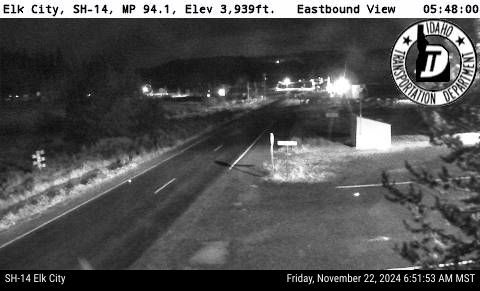 Elk City, SH-14, MP 94.1, Elev 3,939ft. Eastbound View 05:48:00
IDAHO
TRANSPORTATION DEPARTMENT
SH-14 Elk City Friday, November 22, 2024 6:51:53 AM MST